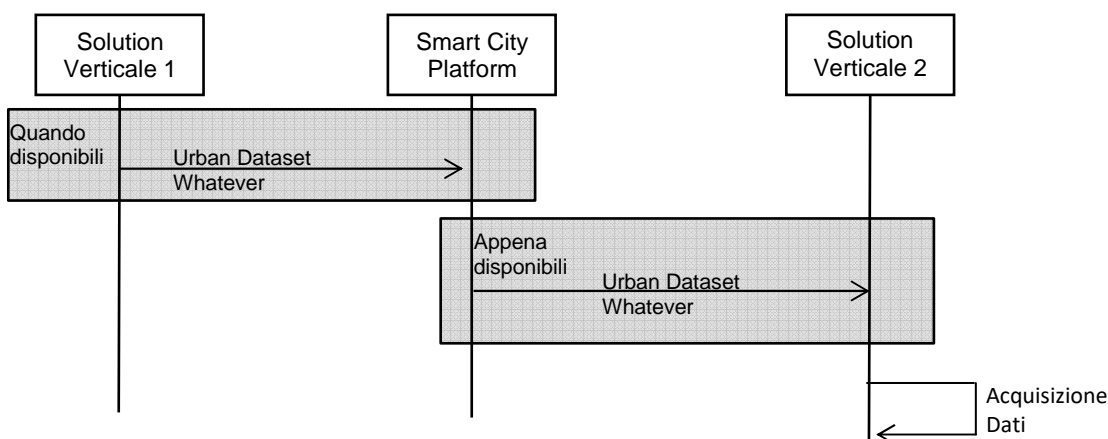 Solution
Verticale 1
Smart City
Platform
Solution
Verticale 2
Quando
disponibili
Urban Dataset
Whatever
Appena
disponibili
Urban Dataset
Whatever
Acquisizione
Dati